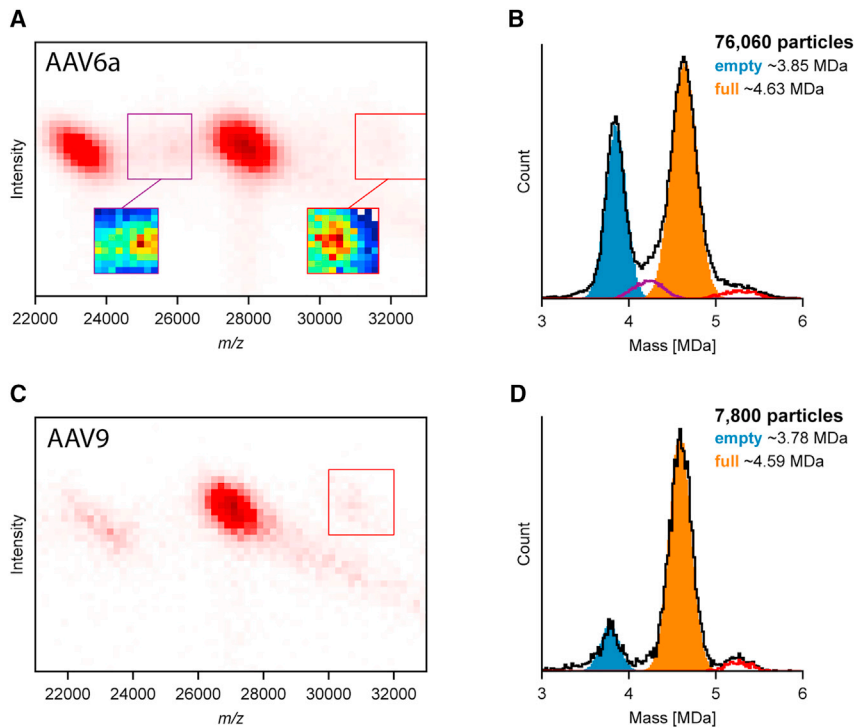 A
AAV6a
Intensity
22000 24000 26000 28000 30000 32000
m/z
B
76,060 particles
empty ~3.85 MDa
full ~4.63 MDa
Count
3 4 5 6
Mass [MDa]
C
AAV9
Intensity
22000 24000 26000 28000 30000 32000
m/z
D
7,800 particles
empty ~3.78 MDa
full ~4.59 MDa
Count
3 4 5 6
Mass [MDa]